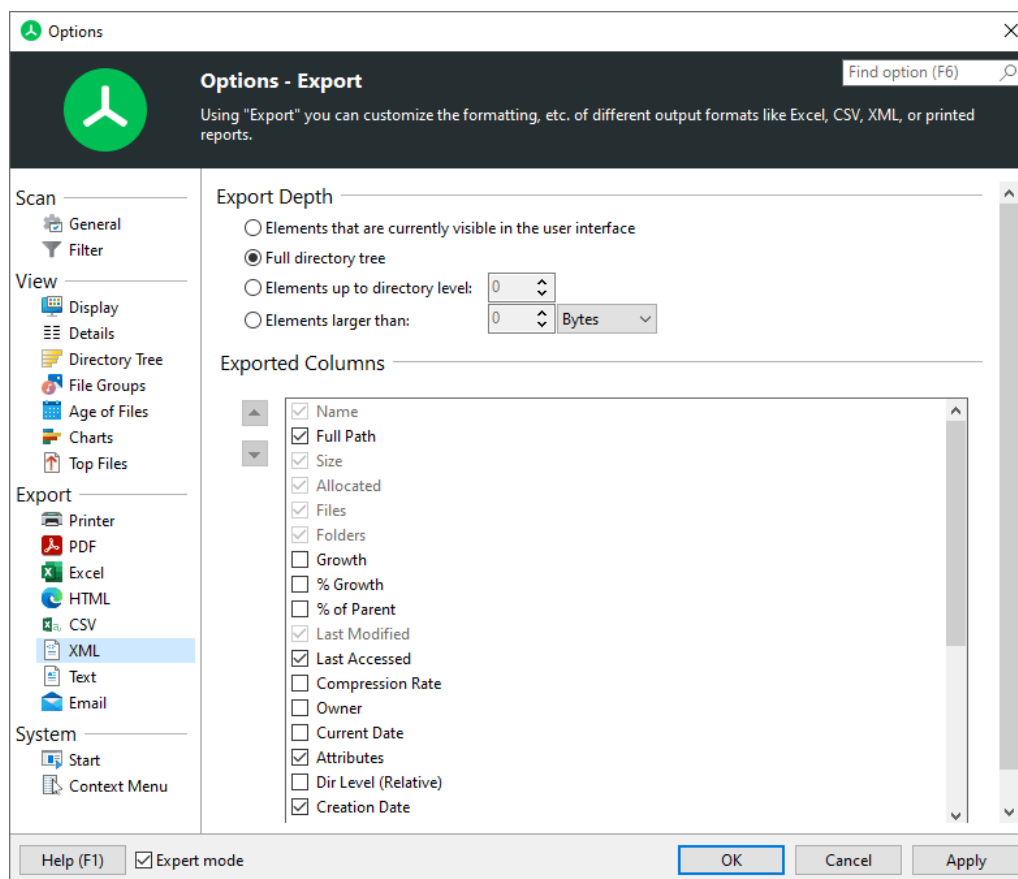 Options
Options - Export
Find option (F6)
Using "Export" you can customize the formatting, etc. of different output formats like Excel, CSV, XML, or printed
reports.
Scan
General
Filter
View
Display
Details
Directory Tree
File Groups
Age of Files
Charts
Top Files
Export
Printer
PDF
Excel
HTML
CSV
XML
Text
Email
System
Start
Context Menu
Export Depth
Elements that are currently visible in the user interface
Full directory tree
Elements up to directory level: 0
Elements larger than: 0 Bytes
Exported Columns
Name
Full Path
Size
Allocated
Files
Folders
Growth
% Growth
% of Parent
Last Modified
Last Accessed
Compression Rate
Owner
Current Date
Attributes
Dir Level (Relative)
Creation Date
Help (F1) Expert mode OK Cancel Apply